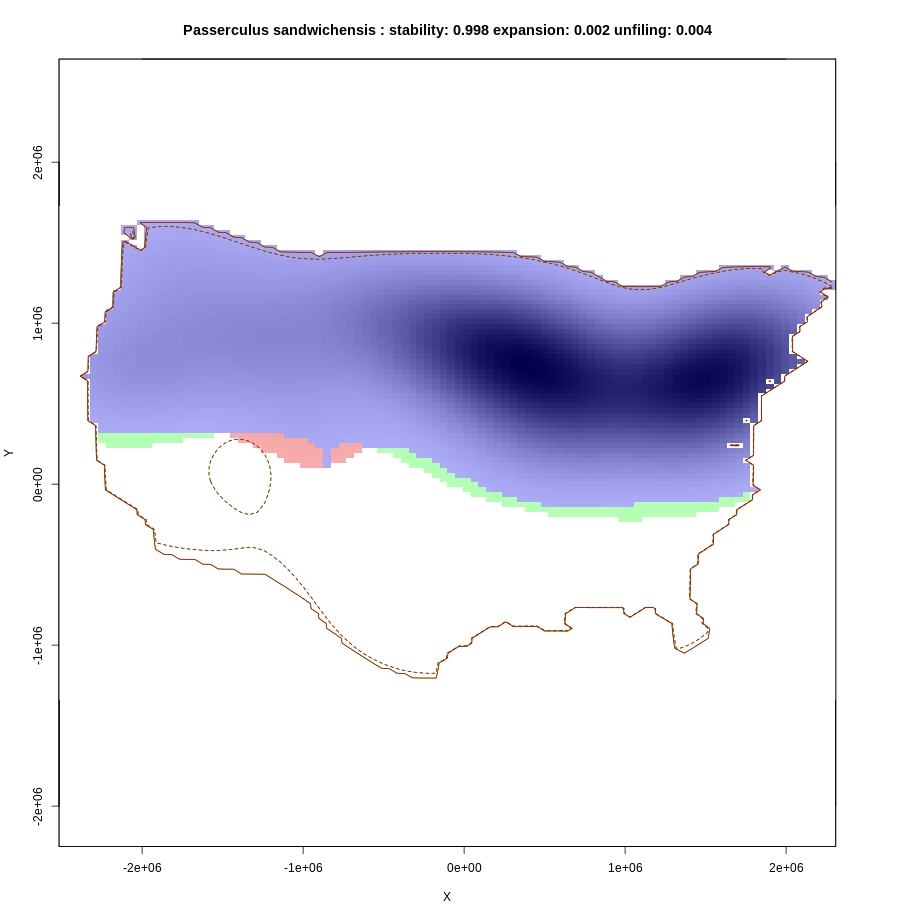 Passerculus sandwichensis : stability: 0.998 expansion: 0.002 unfiling: 0.004
2e+06
1e+06
0e+00
-1e+06
-2e+06
Y
-2e+06 -1e+06 0e+00 1e+06 2e+06
X